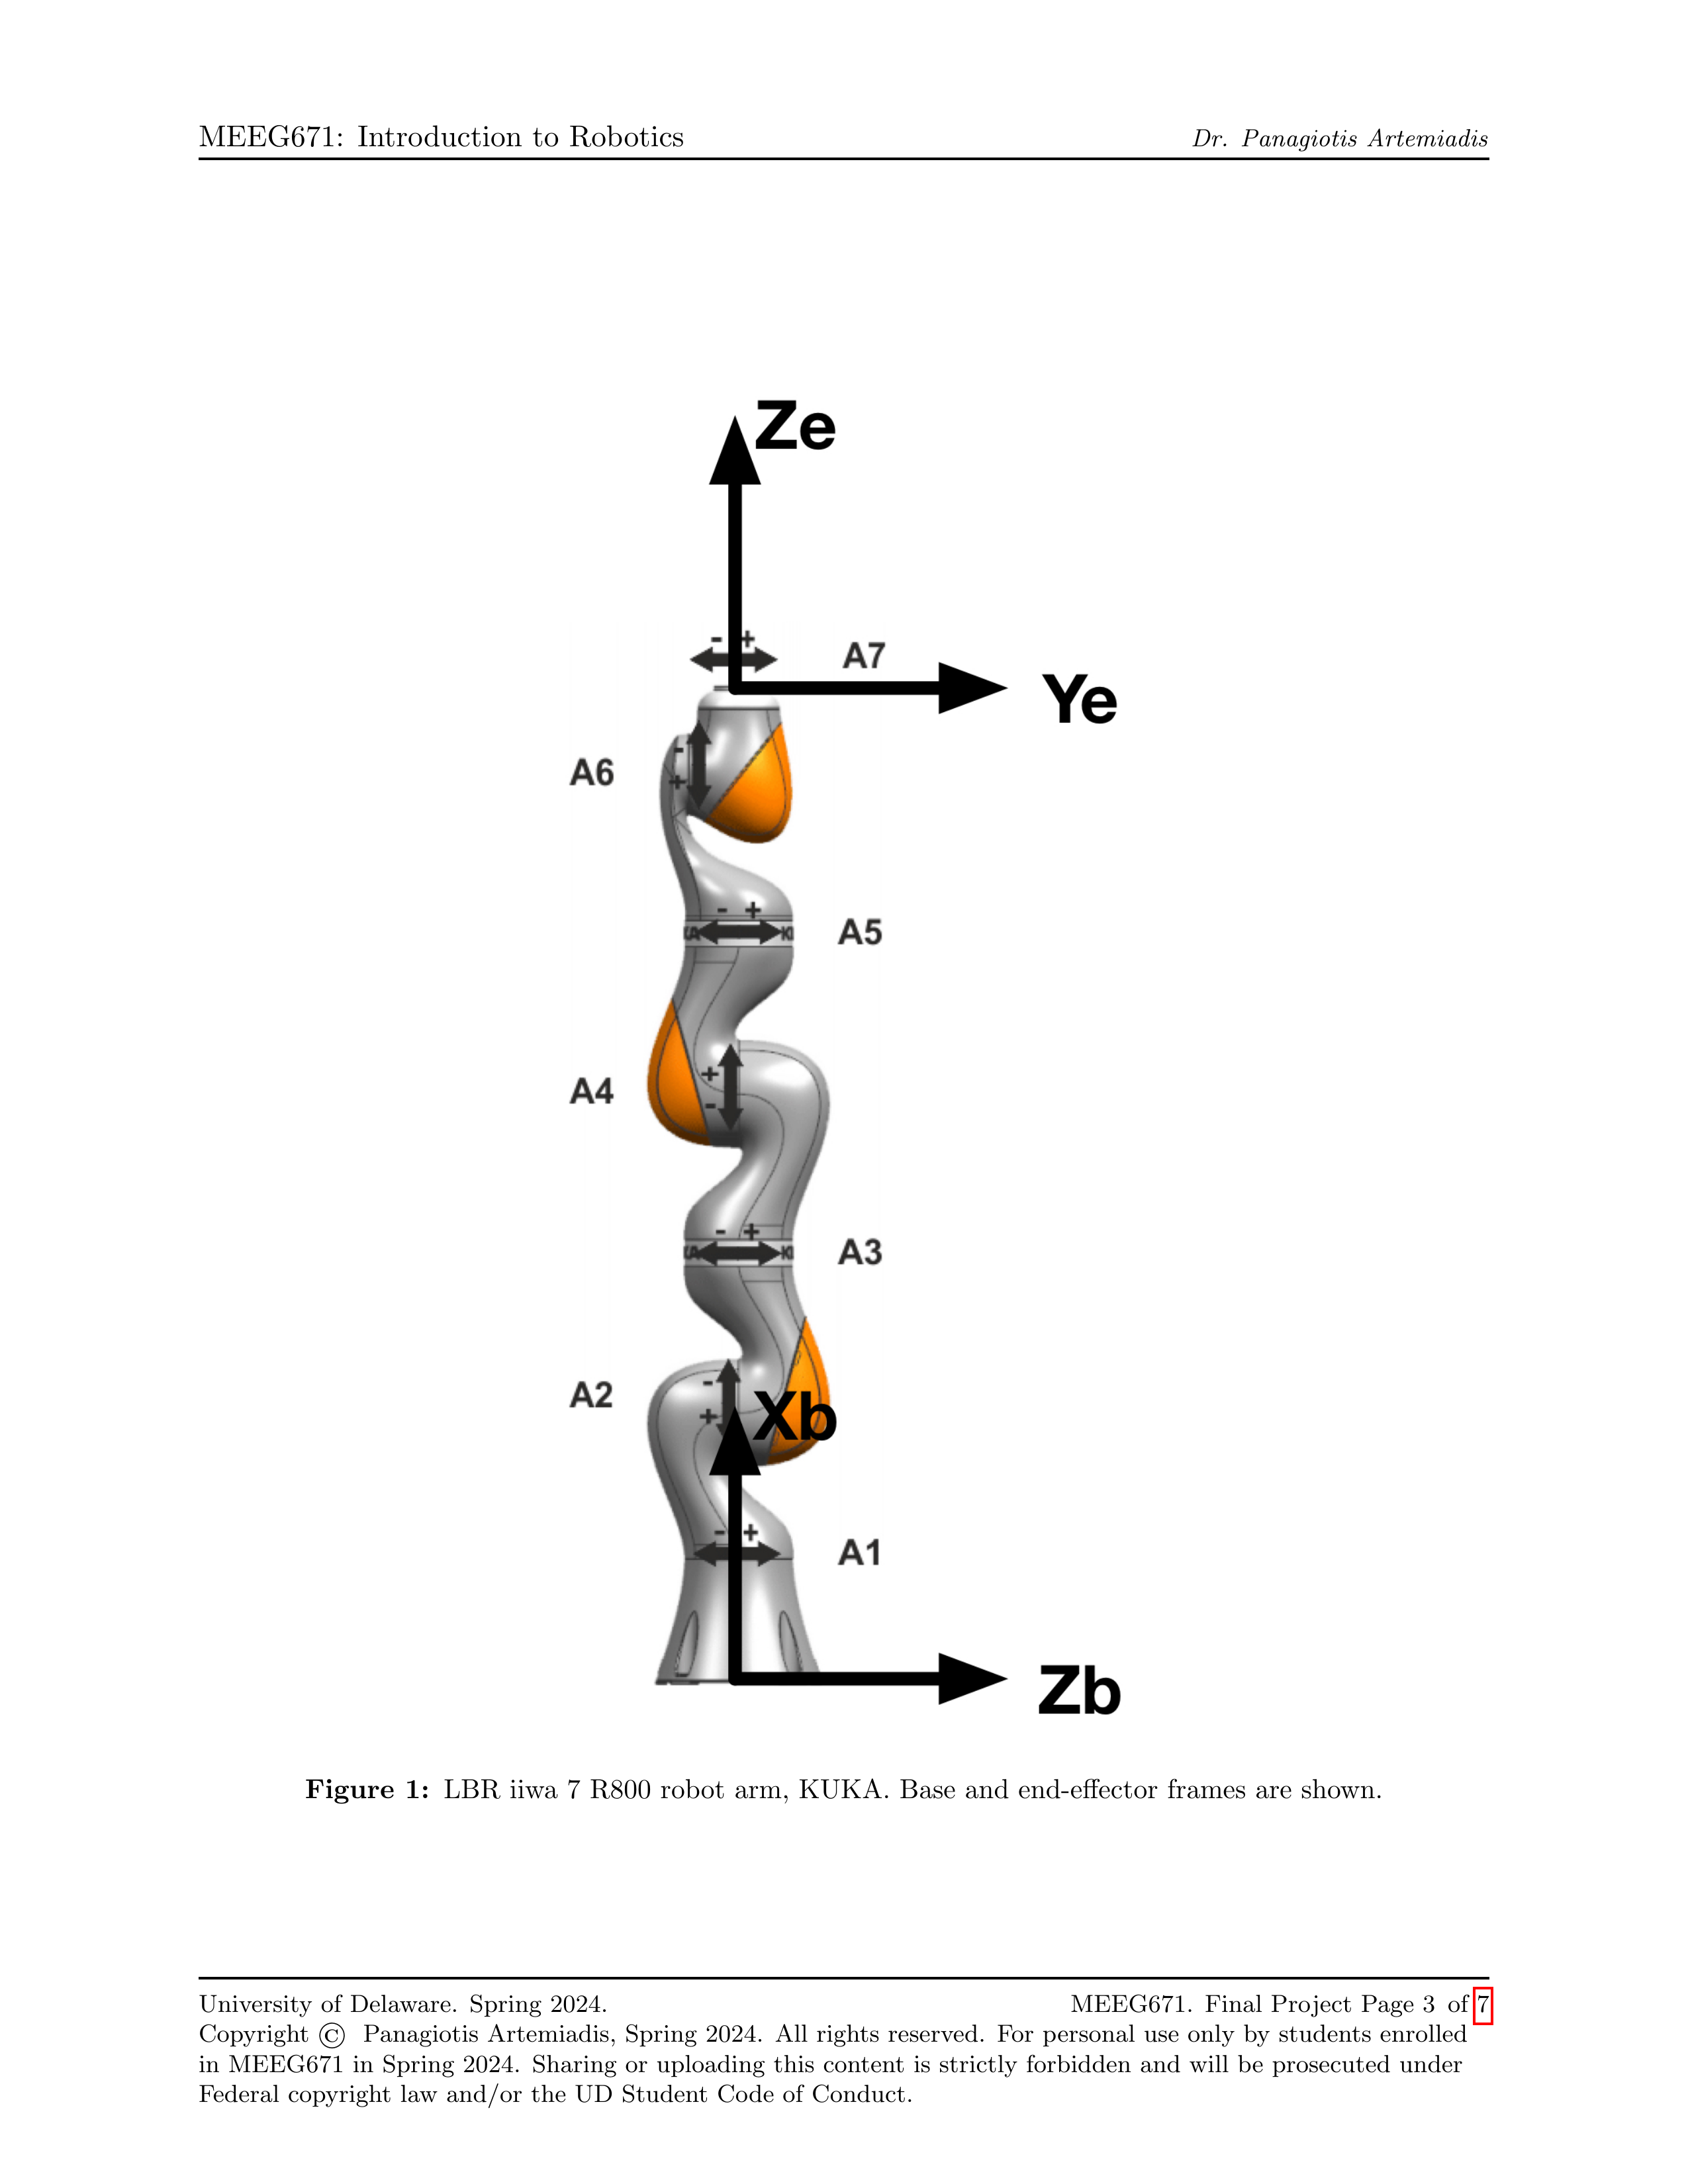 MEEG671: Introduction to Robotics Dr. Panagiotis Artemiadis
Ze
- +
A7
Ye
A6
-
+
- +
A5
A4
+
-
- +
A3
A2
-
+
Xb
- +
A1
Zb
Figure 1: LBR iiwa 7 R800 robot arm, KUKA. Base and end-effector frames are shown.
University of Delaware. Spring 2024. MEEG671. Final Project Page 3 of 7
Copyright © Panagiotis Artemiadis, Spring 2024. All rights reserved. For personal use only by students enrolled
in MEEG671 in Spring 2024. Sharing or uploading this content is strictly forbidden and will be prosecuted under
Federal copyright law and/or the UD Student Code of Conduct.